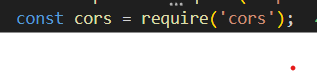 const cors = require('cors');